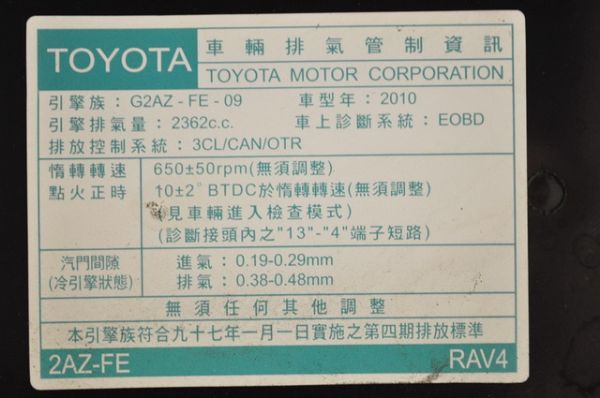 TOYOTA
車輛排氣管制資訊
TOYOTA MOTOR CORPORATION
引擎族：G2AZ - FE - 09 車型年：2010
引擎排氣量：2362c.c. 車上診斷系統：EOBD
排放控制系統：3CL/CAN/OTR
惰轉轉速 650±50rpm(無須調整)
點火正時 10±2° BTDC於惰轉轉速(無須調整)
(見車輛進入檢查模式)
(診斷接頭內之"13"-"4"端子短路)
汽門間隙 進氣：0.19-0.29mm
(冷引擎狀態) 排氣：0.38-0.48mm
無須任何其他調整
本引擎族符合九十七年一月一日實施之第四期排放標準
2AZ-FE RAV4